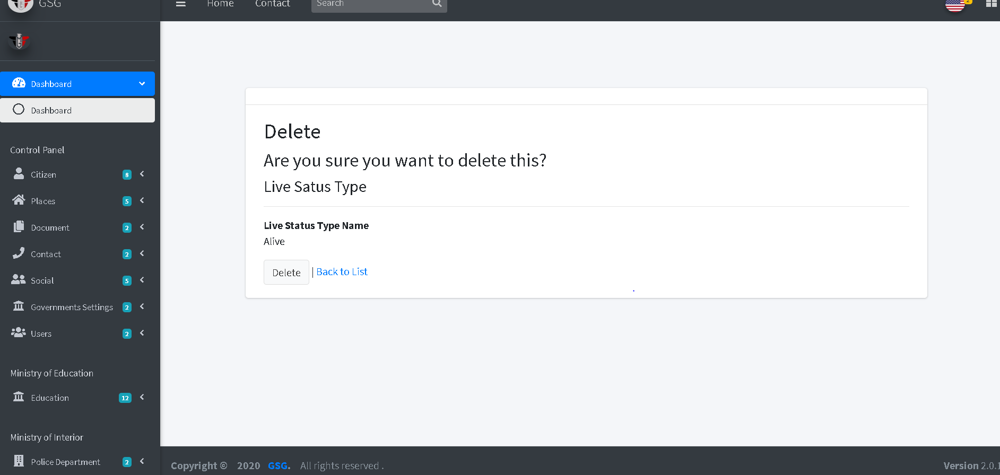 GSG
Home
Contact
Search
2
Dashboard
Dashboard
Control Panel
Citizen 8
Places 5
Document 2
Contact 2
Social 5
Governments Settings 2
Users 2
Ministry of Education
Education 12
Ministry of Interior
Police Department 2
Delete
Are you sure you want to delete this?
Live Satus Type
Live Status Type Name
Alive
Delete | Back to List
Copyright © 2020 GSG. All rights reserved .
Version 2.0.1